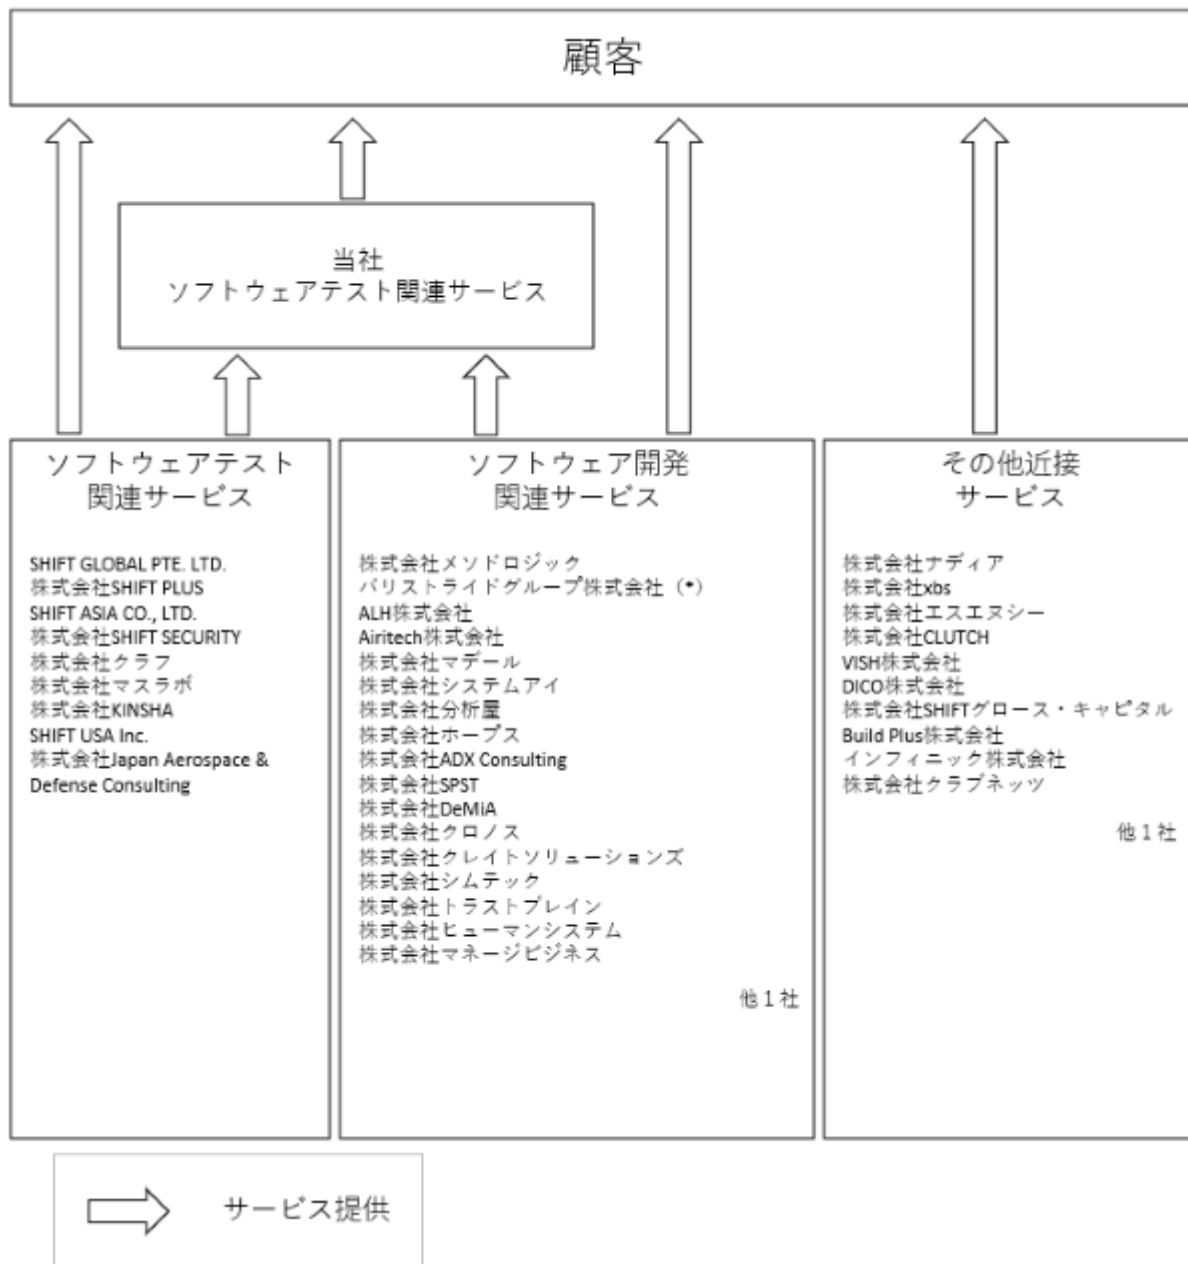 顧客
当社
ソフトウェアテスト関連サービス
ソフトウェアテスト
関連サービス
SHIFT GLOBAL PTE. LTD.
株式会社SHIFT PLUS
SHIFT ASIA CO., LTD.
株式会社SHIFT SECURITY
株式会社クラフ
株式会社マスラボ
株式会社KINSHA
SHIFT USA Inc.
株式会社Japan Aerospace &
Defense Consulting
ソフトウェア開発
関連サービス
株式会社メソドロジック
バリストライドグループ株式会社（*）
ALH株式会社
Airitech株式会社
株式会社マデール
株式会社システムアイ
株式会社分析屋
株式会社ホープス
株式会社ADX Consulting
株式会社SPST
株式会社DeMiA
株式会社クロノス
株式会社クレイトソリューションズ
株式会社シムテック
株式会社トラストブレイン
株式会社ヒューマンシステム
株式会社マネージビジネス
他１社
その他近接
サービス
株式会社ナディア
株式会社xbs
株式会社エスエヌシー
株式会社CLUTCH
VISH株式会社
DICO株式会社
株式会社SHIFTグロース・キャピタル
Build Plus株式会社
インフィニック株式会社
株式会社クラブネッツ
他１社
サービス提供